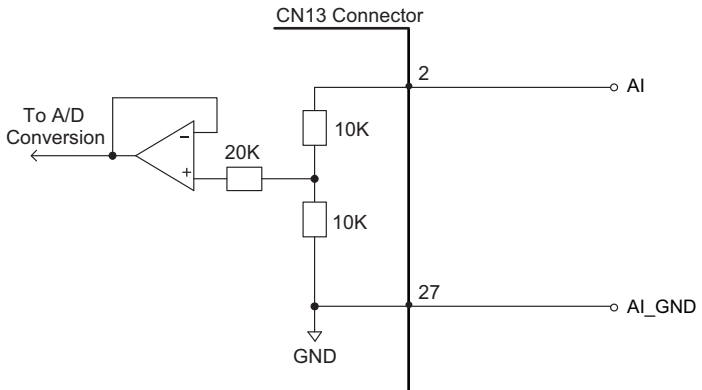 CN13 Connector
2
AI
To A/D
Conversion
10K
20K
-
+
10K
27
AI_GND
GND